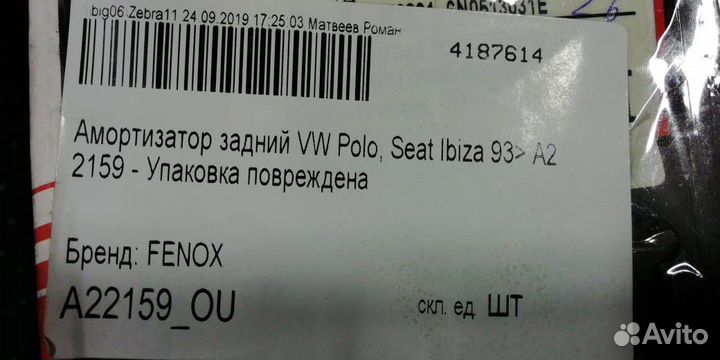 big06 Zebra11 24 09.2019 17:25 03 Матвеев Роман
GN0513031E
4187614
Амортизатор задний VW Polo, Seat Ibiza 93> A2
2159 - Упаковка повреждена
Бренд: FENOX
A22159_OU
скл. ед. ШТ
Avito